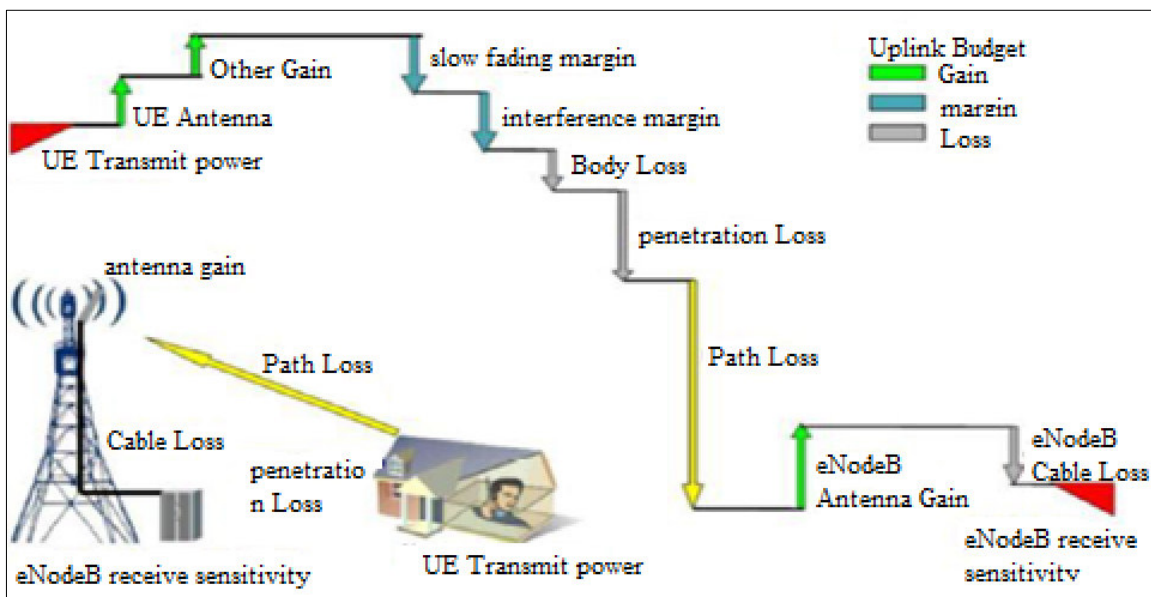 Uplink Budget
Gain
margin
Loss
slow fading margin
Other Gain
UE Antenna
interference margin
UE Transmit power
Body Loss
penetration Loss
antenna gain
Path Loss
Path Loss
Cable Loss
penetratio
n Loss
eNodeB
Antenna Gain
eNodeB
Cable Loss
eNodeB receive sensitivity
UE Transmit power
eNodeB receive
sensitivity